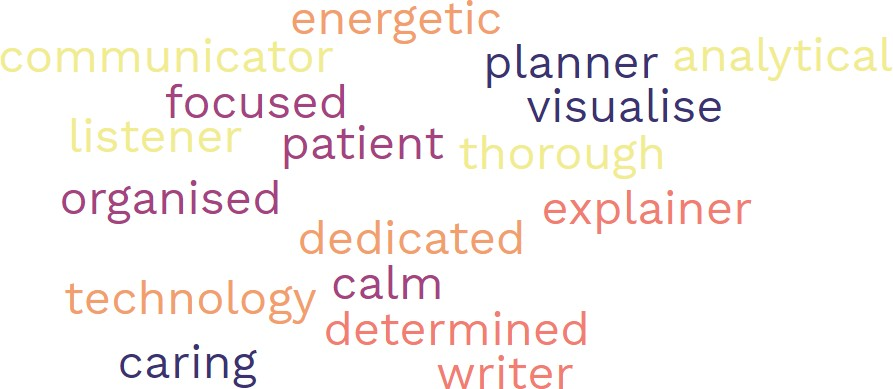 energetic
communicator
planner
analytical
focused
visualise
listener
patient
thorough
organised
explainer
dedicated
technology
calm
determined
caring
writer